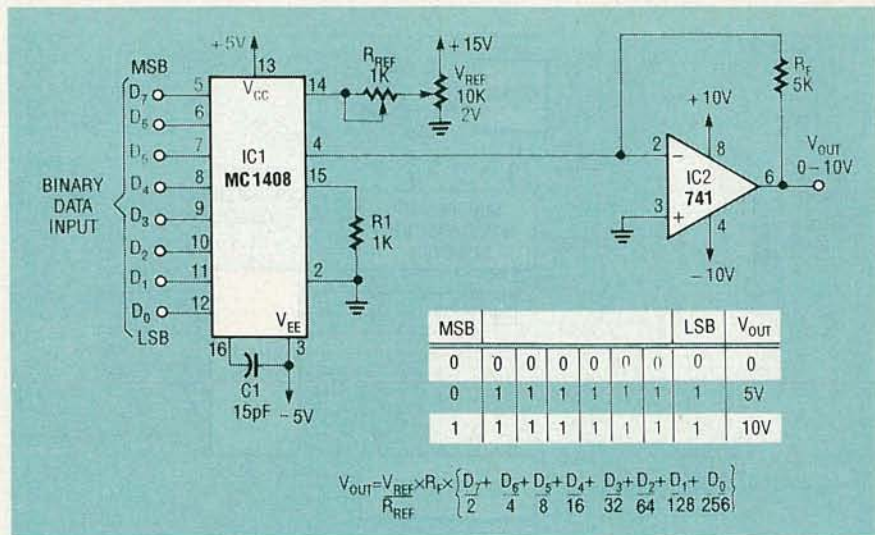 +5V
13
MSB
D7 5
VCC
14
RREF
1K
+15V
VREF
10K
2V
D6 6
D5 7
IC1
MC1408
4
15
BINARY
DATA
INPUT
D4 8
D3 9
D2 10
D1 11
D0 12
LSB
R1
1K
2
VEE
16
3
C1
15pF
-5V
RF
5K
+10V
2
-
8
IC2
741
6
VOUT
0-10V
3
+
4
-10V
MSB LSB VOUT
0 0 0 0 0 0 0 0 0
0 1 1 1 1 1 1 1 5V
1 1 1 1 1 1 1 1 10V
VOUT=VREF/RREF×RF×{D7/2+D6/4+D5/8+D4/16+D3/32+D2/64+D1/128+D0/256}